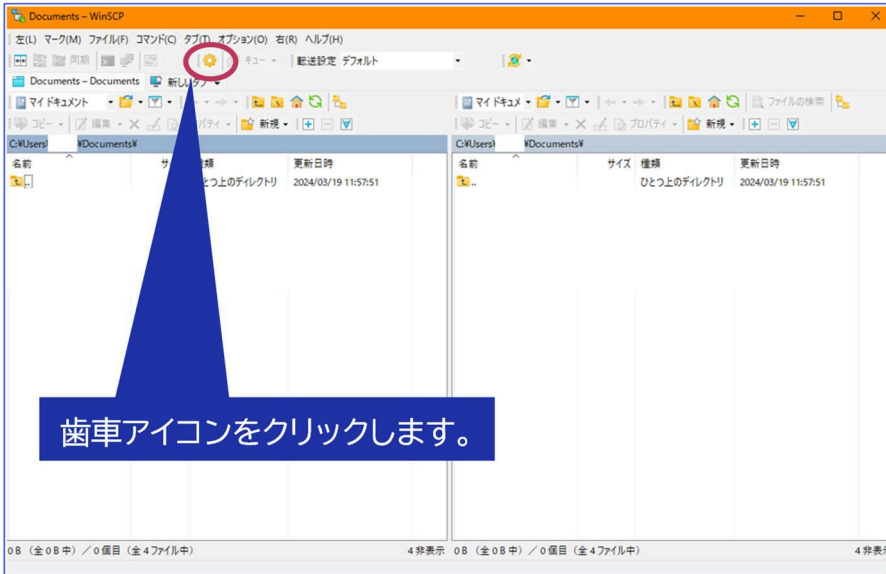 Documents – WinSCP
左(L) マーク(M) ファイル(F) コマンド(C) タブ(T) オプション(O) 右(R) ヘルプ(H)
同期 キュー 転送設定 デフォルト
Documents – Documents 新しいタブ
マイ ドキュメント マイ ドキュメ ファイルの検索
コピー 編集 プロパティ 新規 コピー 編集 プロパティ 新規
C:¥Users¥ ¥Documents¥ C:¥Users¥ ¥Documents¥
名前 種類 更新日時 名前 サイズ 種類 更新日時
.. ひとつ上のディレクトリ 2024/03/19 11:57:51 .. ひとつ上のディレクトリ 2024/03/19 11:57:51
歯車アイコンをクリックします。
0 B (全 0 B 中) / 0 個目 (全 4 ファイル中) 4 非表示 0 B (全 0 B 中) / 0 個目 (全 4 ファイル中) 4 非表示